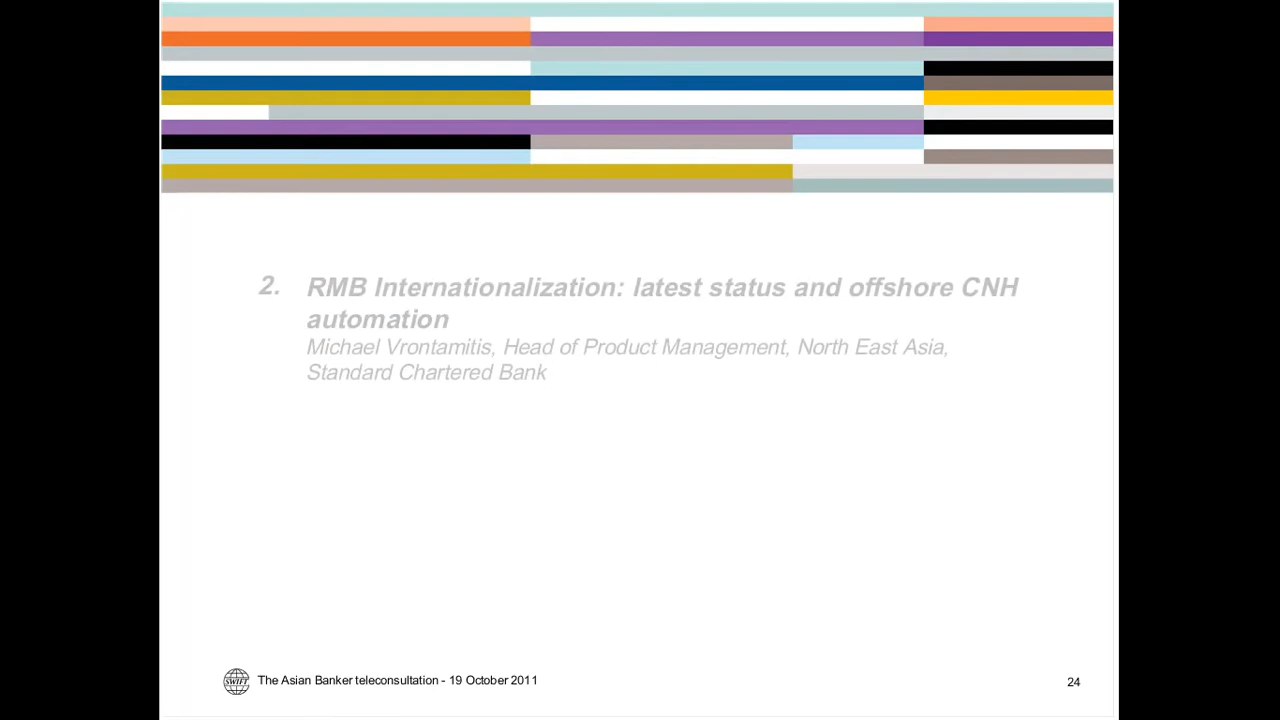 2. RMB Internationalization: latest status and offshore CNH
automation
Michael Vrontamitis, Head of Product Management, North East Asia,
Standard Chartered Bank
SWIFT The Asian Banker teleconsultation - 19 October 2011 24